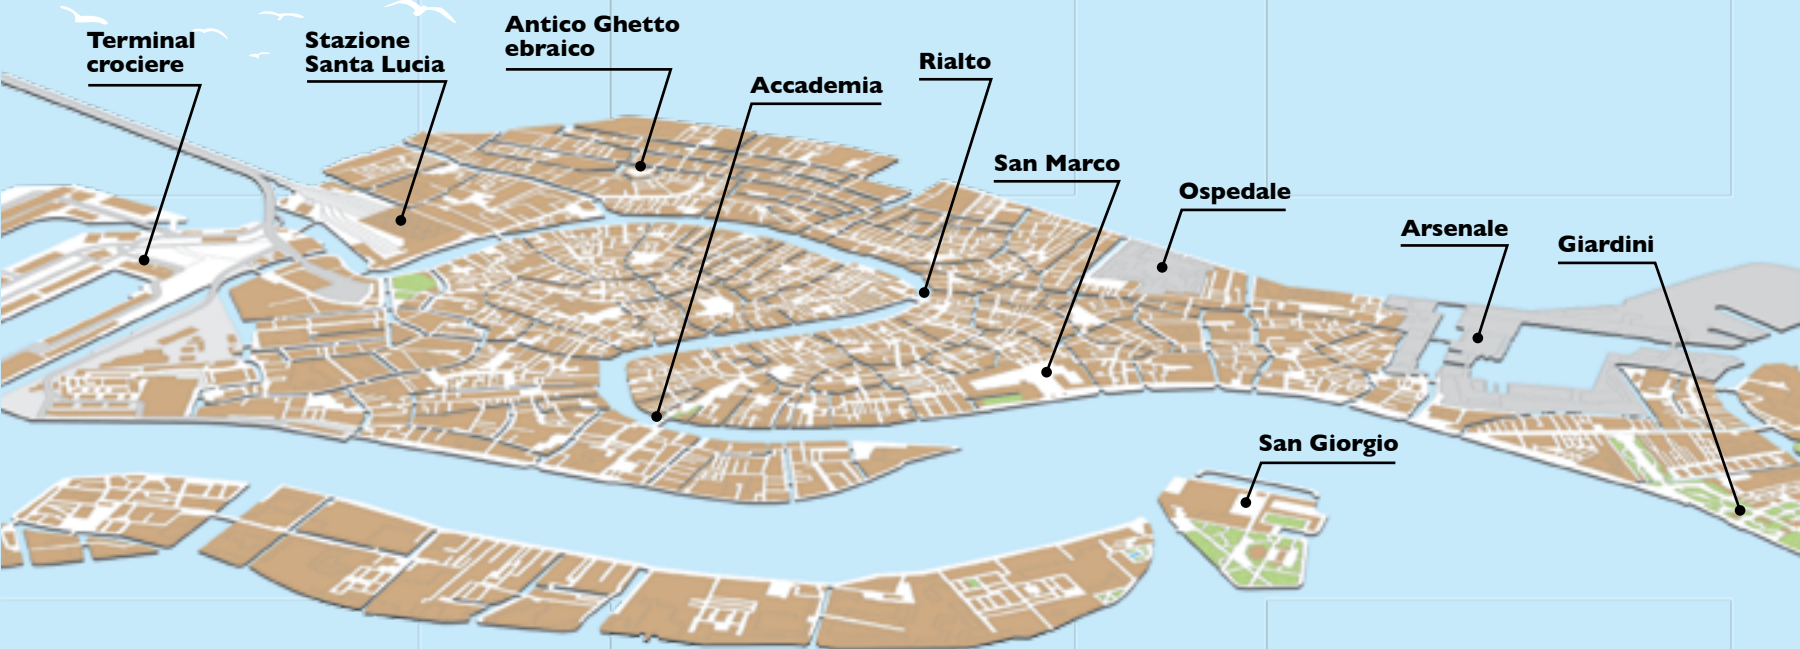 Terminal
crociere
Stazione
Santa Lucia
Antico Ghetto
ebraico
Accademia
Rialto
San Marco
Ospedale
Arsenale
Giardini
San Giorgio